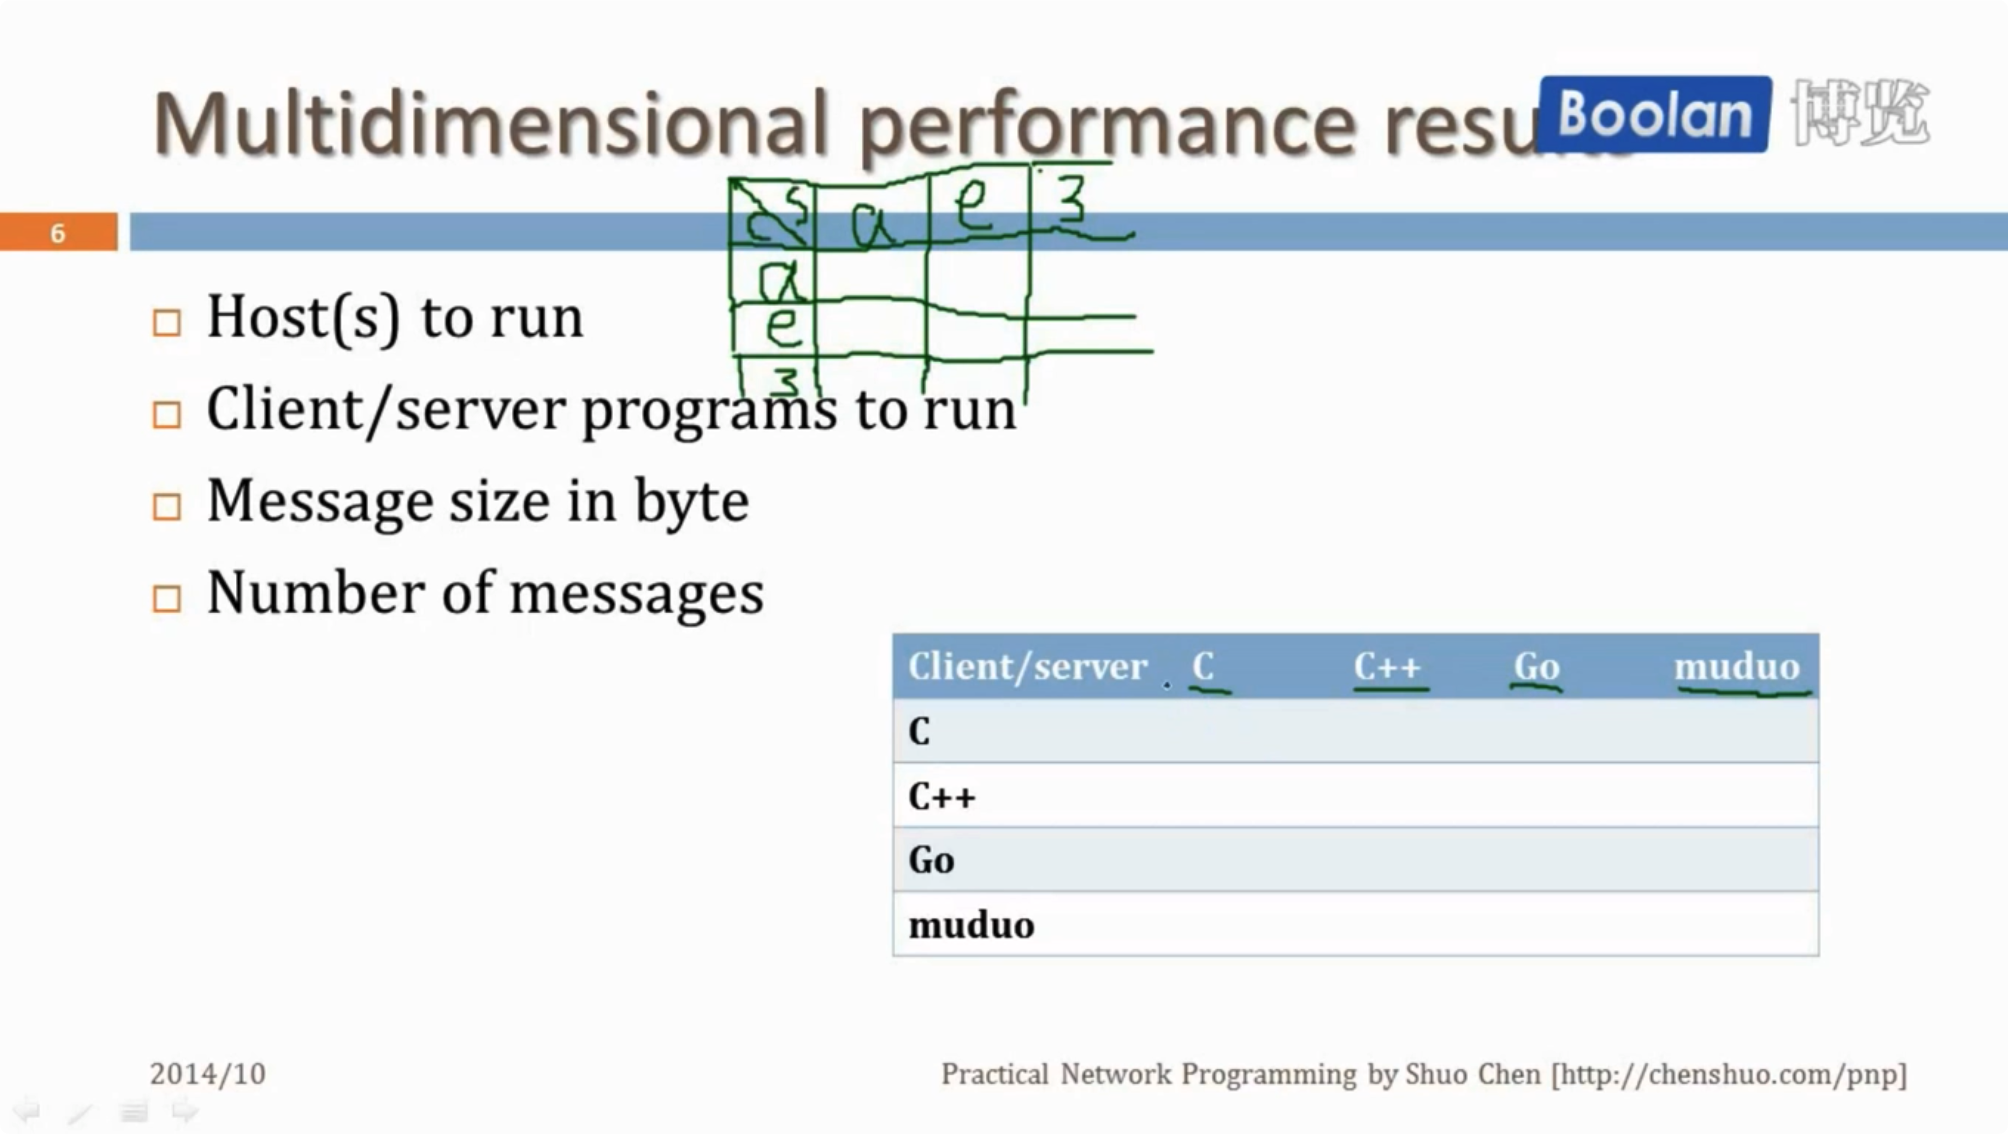 Multidimensional performance resu
Boolan 博览
6
c s a e 3
a
e
3
Host(s) to run
Client/server programs to run
Message size in byte
Number of messages
Client/server C C++ Go muduo
C
C++
Go
muduo
2014/10
Practical Network Programming by Shuo Chen [http://chenshuo.com/pnp]